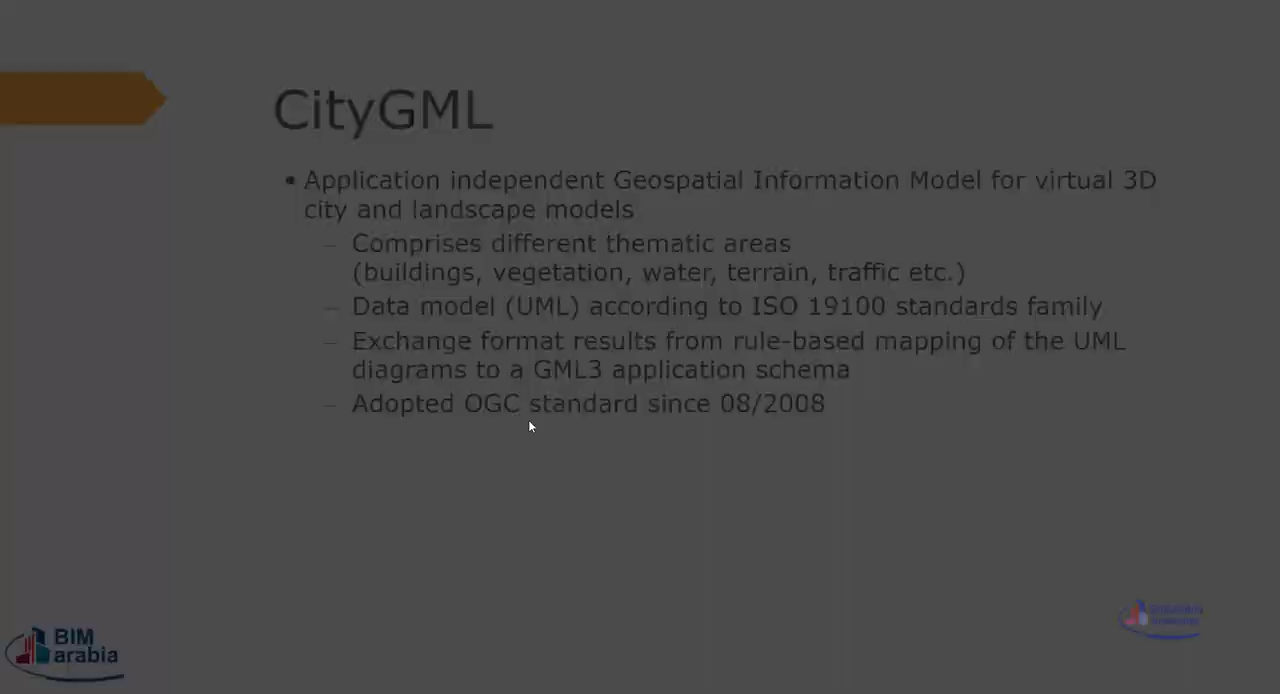 CityGML
• Application independent Geospatial Information Model for virtual 3D
city and landscape models
– Comprises different thematic areas
(buildings, vegetation, water, terrain, traffic etc.)
– Data model (UML) according to ISO 19100 standards family
– Exchange format results from rule-based mapping of the UML
diagrams to a GML3 application schema
– Adopted OGC standard since 08/2008
BIM
arabia